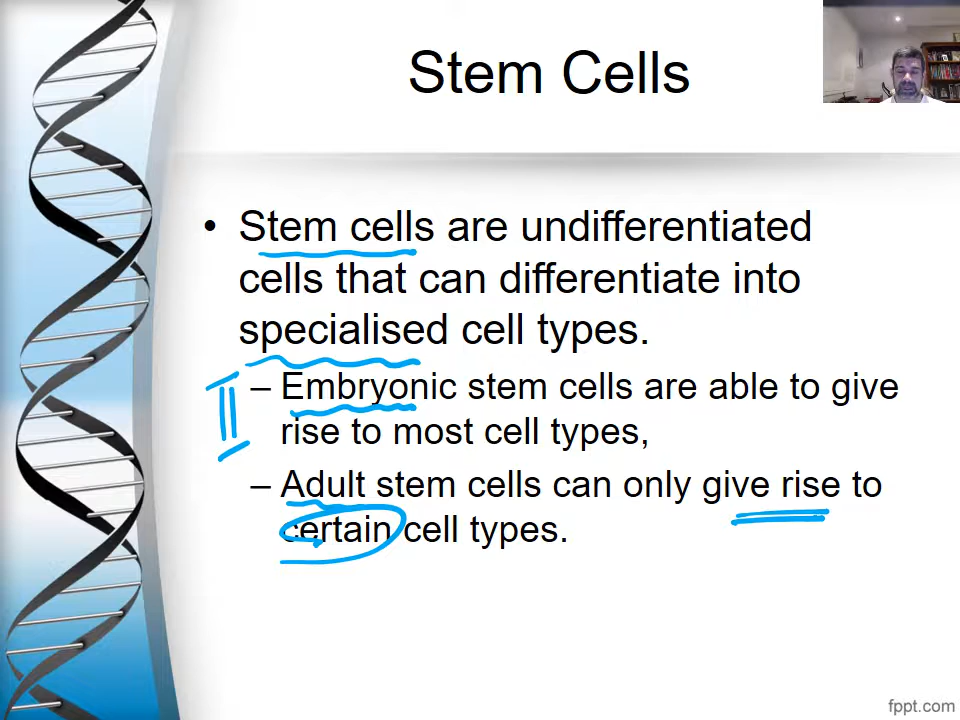 Stem Cells
• Stem cells are undifferentiated
cells that can differentiate into
specialised cell types.
– Embryonic stem cells are able to give
rise to most cell types,
– Adult stem cells can only give rise to
certain cell types.
fppt.com